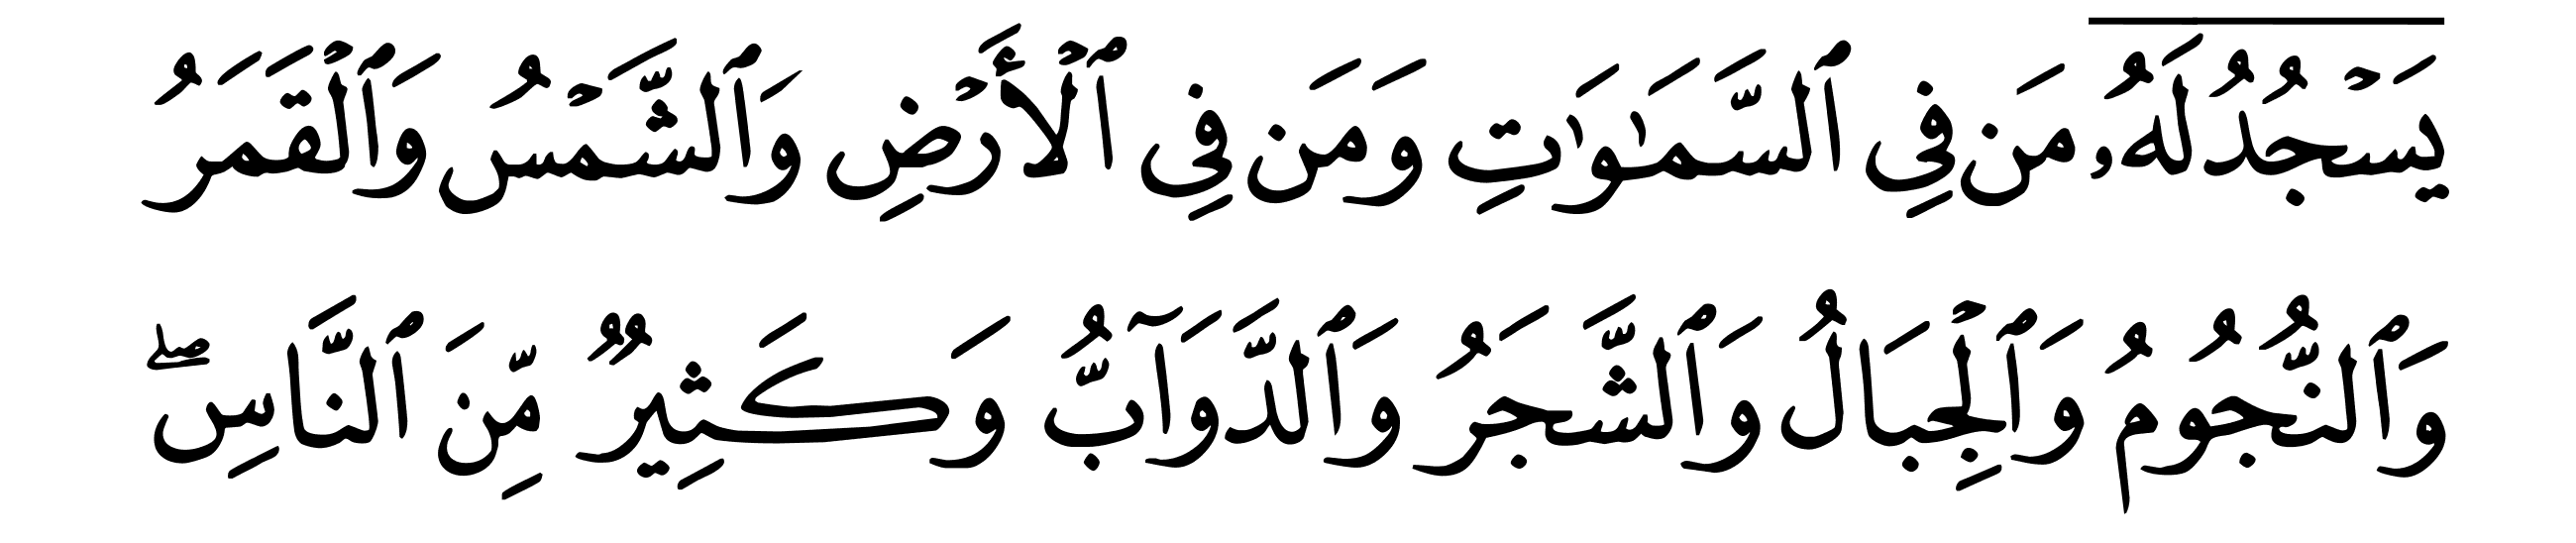 يَسْجُدُ لَهُۥ مَن فِى ٱلسَّمَـٰوَٰتِ وَمَن فِى ٱلْأَرْضِ وَٱلشَّمْسُ وَٱلْقَمَرُ
وَٱلنُّجُومُ وَٱلْجِبَالُ وَٱلشَّجَرُ وَٱلدَّوَآبُّ وَكَثِيرٌ مِّنَ ٱلنَّاسِ ۖ